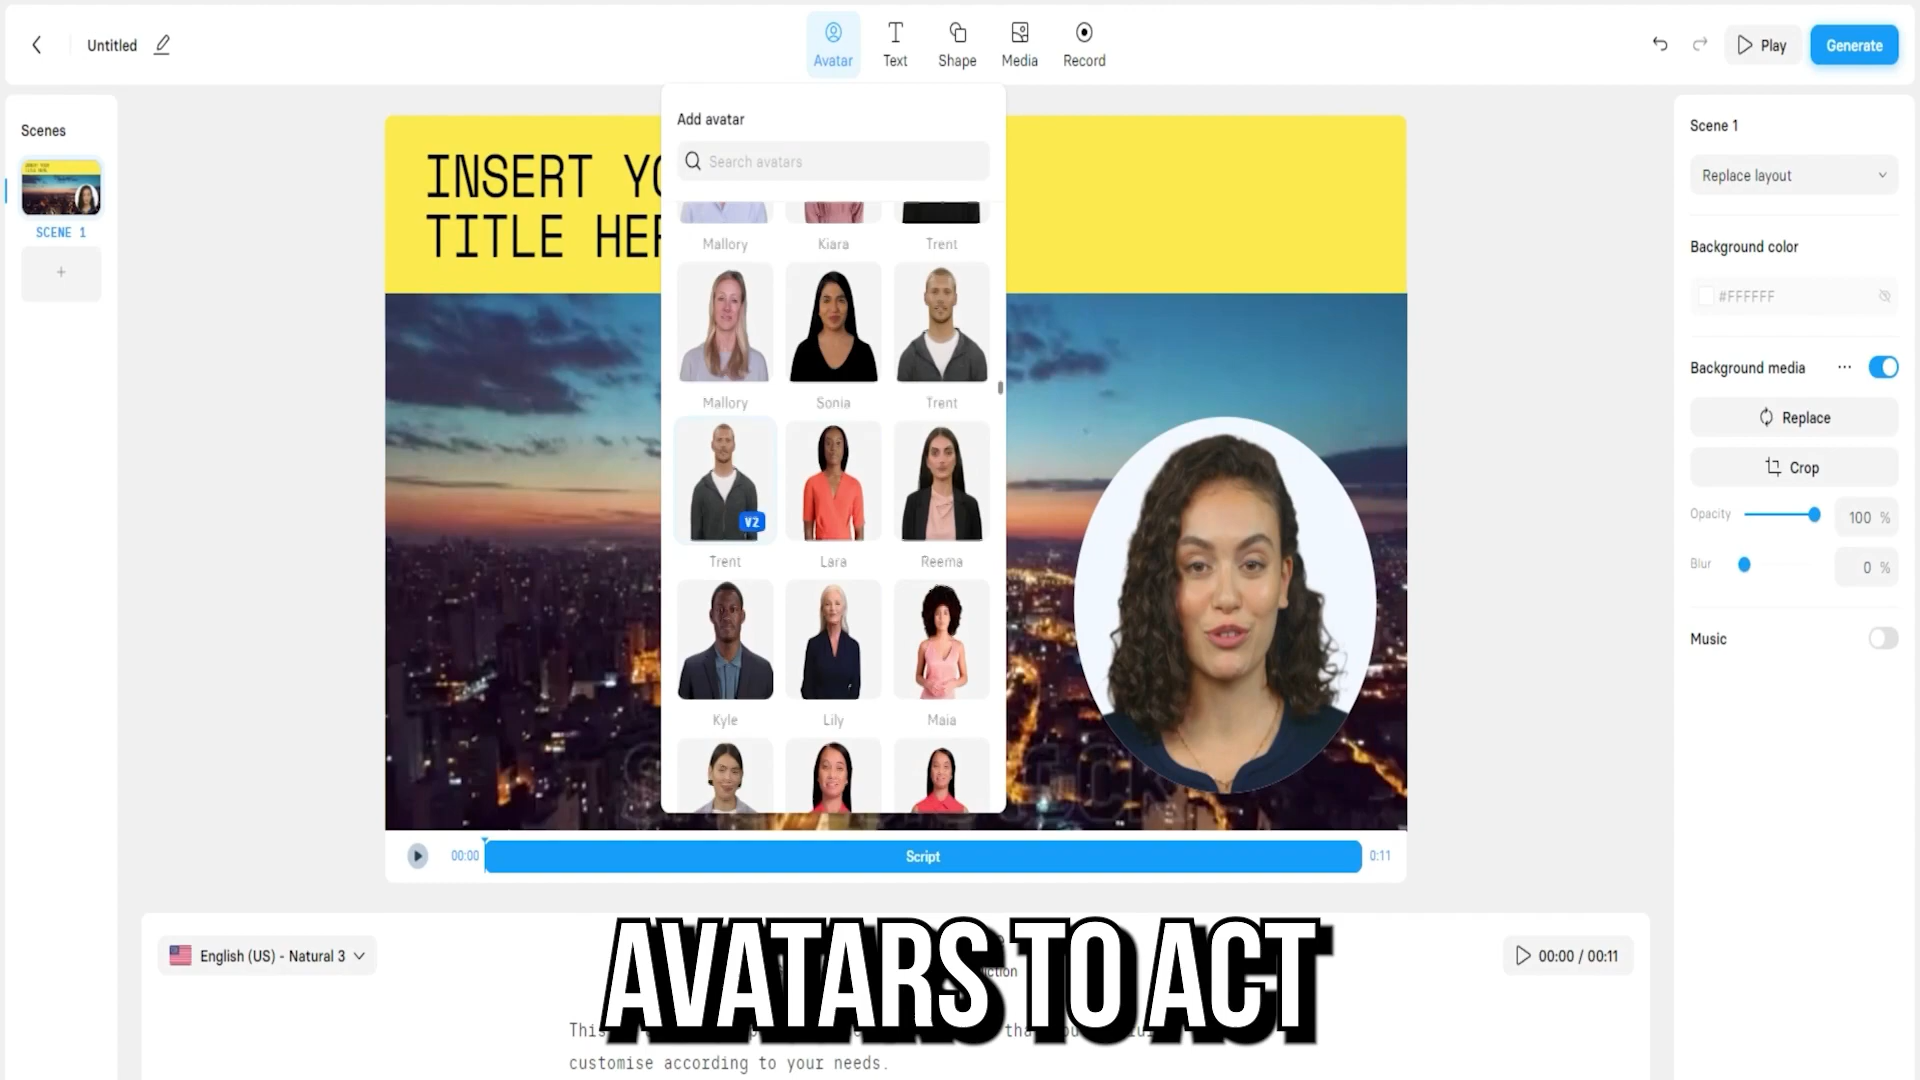 Untitled
Avatar
Text
Shape
Media
Record
Play
Generate
Scenes
SCENE 1
INSERT
TITLE
Add avatar
Search avatars
Mallory Kiara Trent
Mallory Sonia Trent
V2
Trent Lara Reema
Kyle Lily Maia
Scene 1
Replace layout
Background color
#FFFFFF
Background media
Replace
Crop
Opacity 100 %
Blur 0 %
Music
00:00 Script 0:11
English (US) - Natural 3
AVATARS TO ACT
00:00 / 00:11
customise according to your needs.